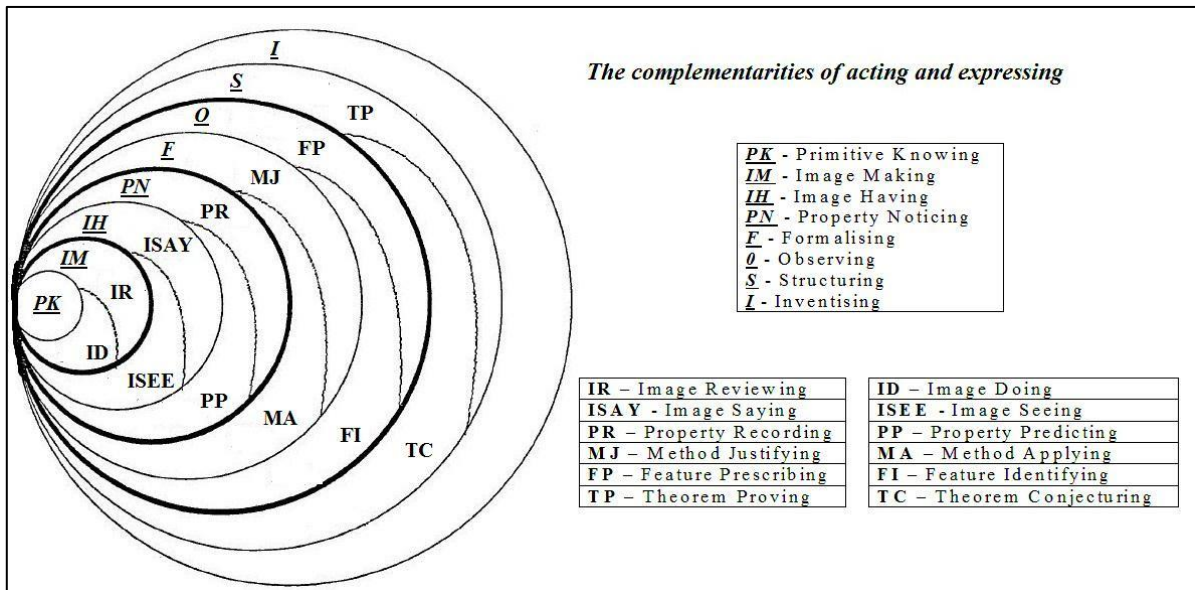 The complementarities of acting and expressing
I
S
O
F
PN
IH
IM
PK
TP
FP
MJ
PR
ISAY
IR
ID
ISEE
PP
MA
FI
TC
PK - Primitive Knowing
IM - Image Making
IH - Image Having
PN - Property Noticing
F - Formalising
0 - Observing
S - Structuring
I - Inventising
IR – Image Reviewing
ISAY - Image Saying
PR – Property Recording
MJ – Method Justifying
FP – Feature Prescribing
TP – Theorem Proving
ID – Image Doing
ISEE - Image Seeing
PP – Property Predicting
MA – Method Applying
FI – Feature Identifying
TC – Theorem Conjecturing